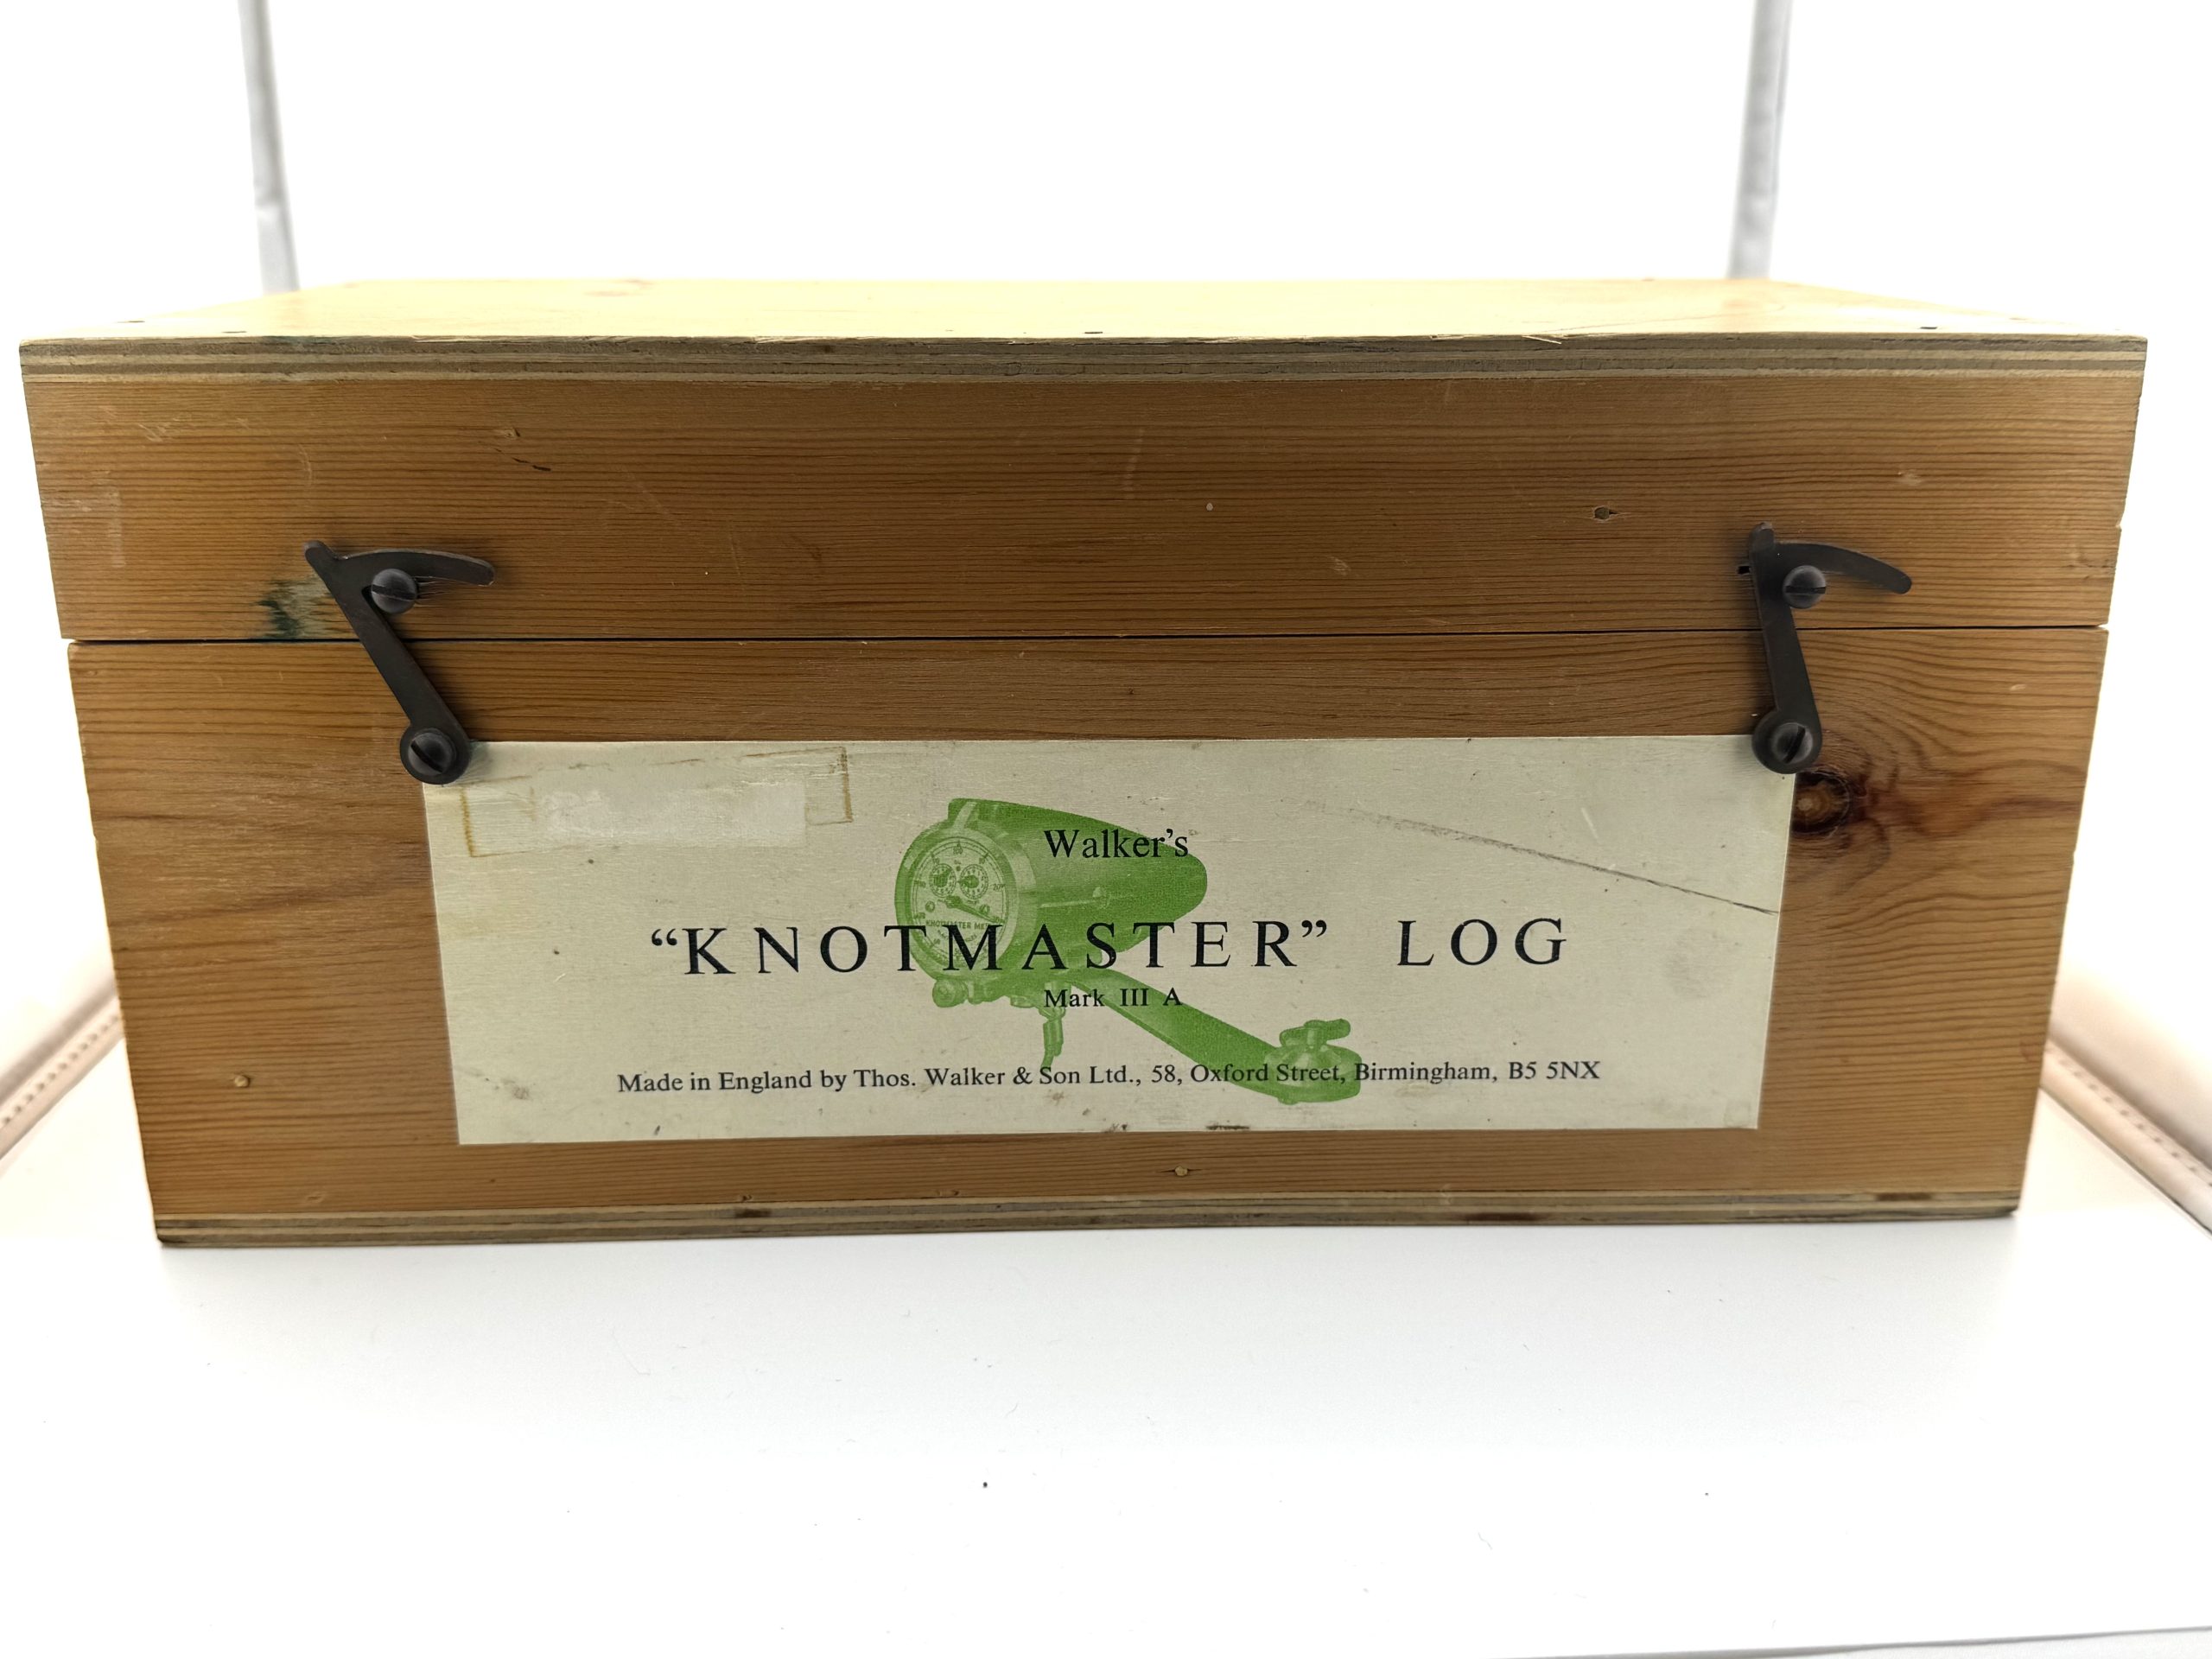 Walker's
“KNOTMASTER” LOG
Mark III A
Made in England by Thos. Walker & Son Ltd., 58, Oxford Street, Birmingham, B5 5NX